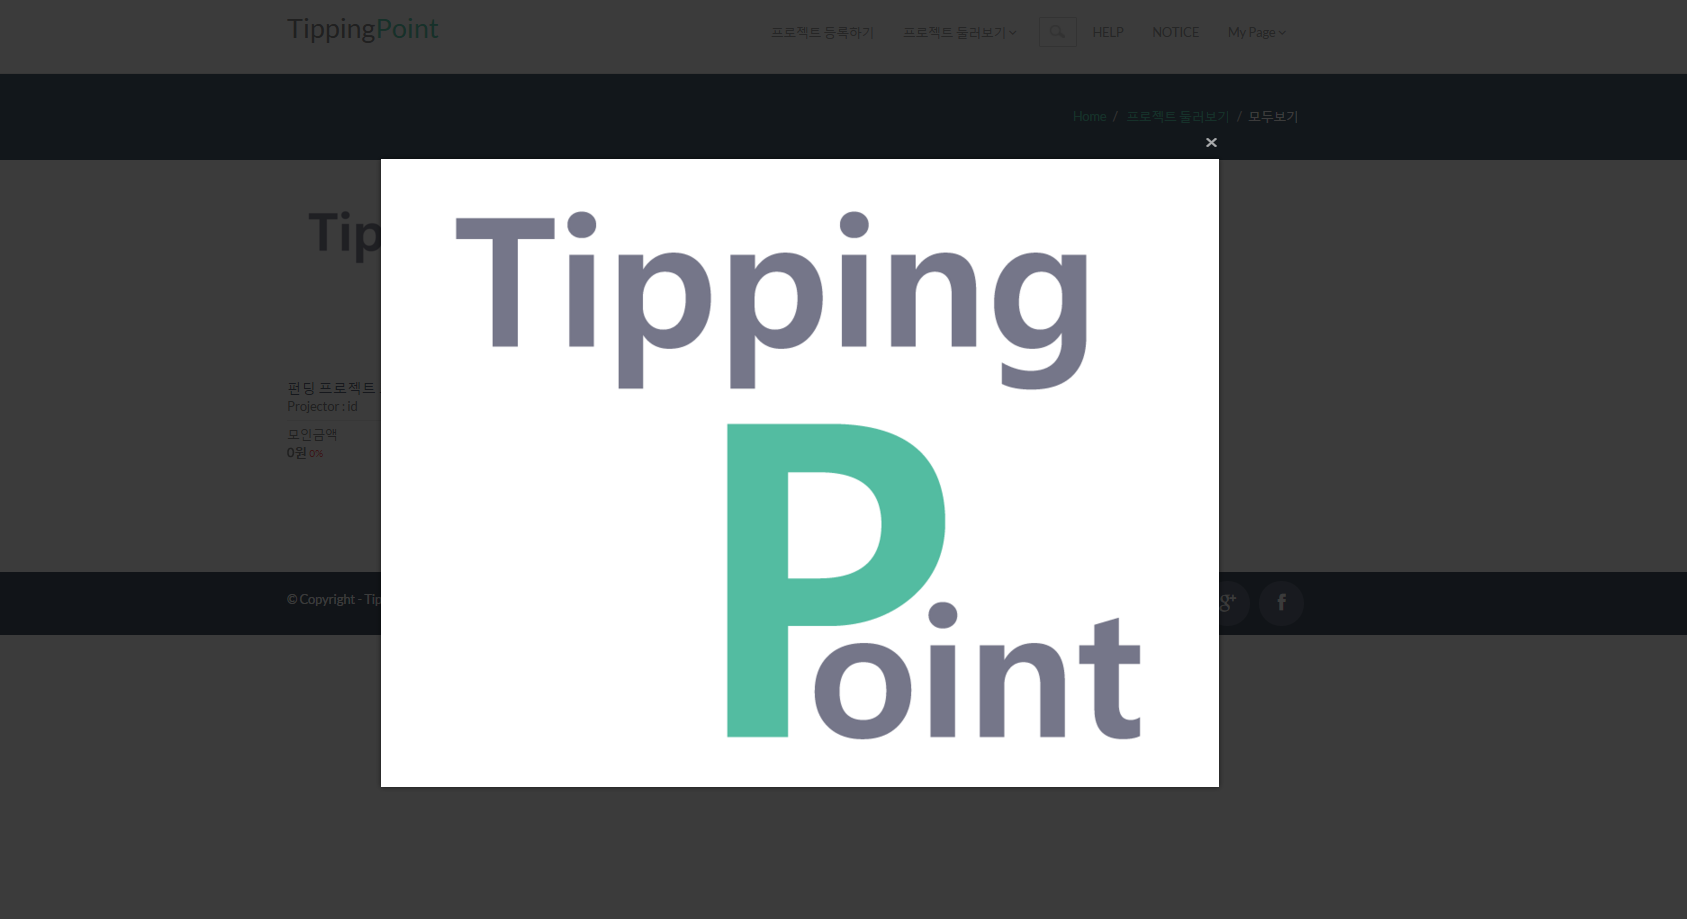 TippingPoint
프로젝트 등록하기 프로젝트 둘러보기 HELP NOTICE My Page
Home / 프로젝트 둘러보기 / 모두보기
×
Tip
Tipping
Point
펀딩 프로젝트
Projector : id
모인금액
0원 0%
© Copyright - Tip
g+ f